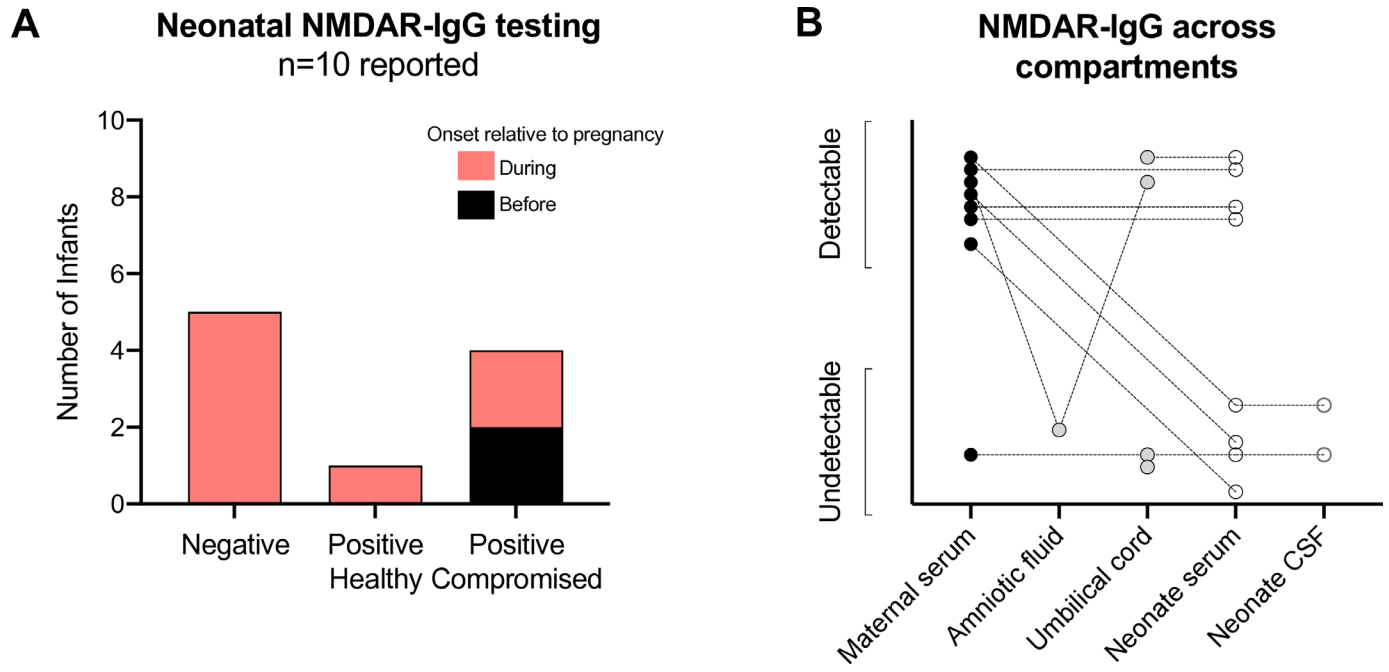 A
Neonatal NMDAR-IgG testing
n=10 reported
Number of Infants
10
8
6
4
2
0
Onset relative to pregnancy
During
Before
Negative
Positive
Healthy
Positive
Compromised
B
NMDAR-IgG across
compartments
Detectable
Undetectable
Maternal serum
Amniotic fluid
Umbilical cord
Neonate serum
Neonate CSF